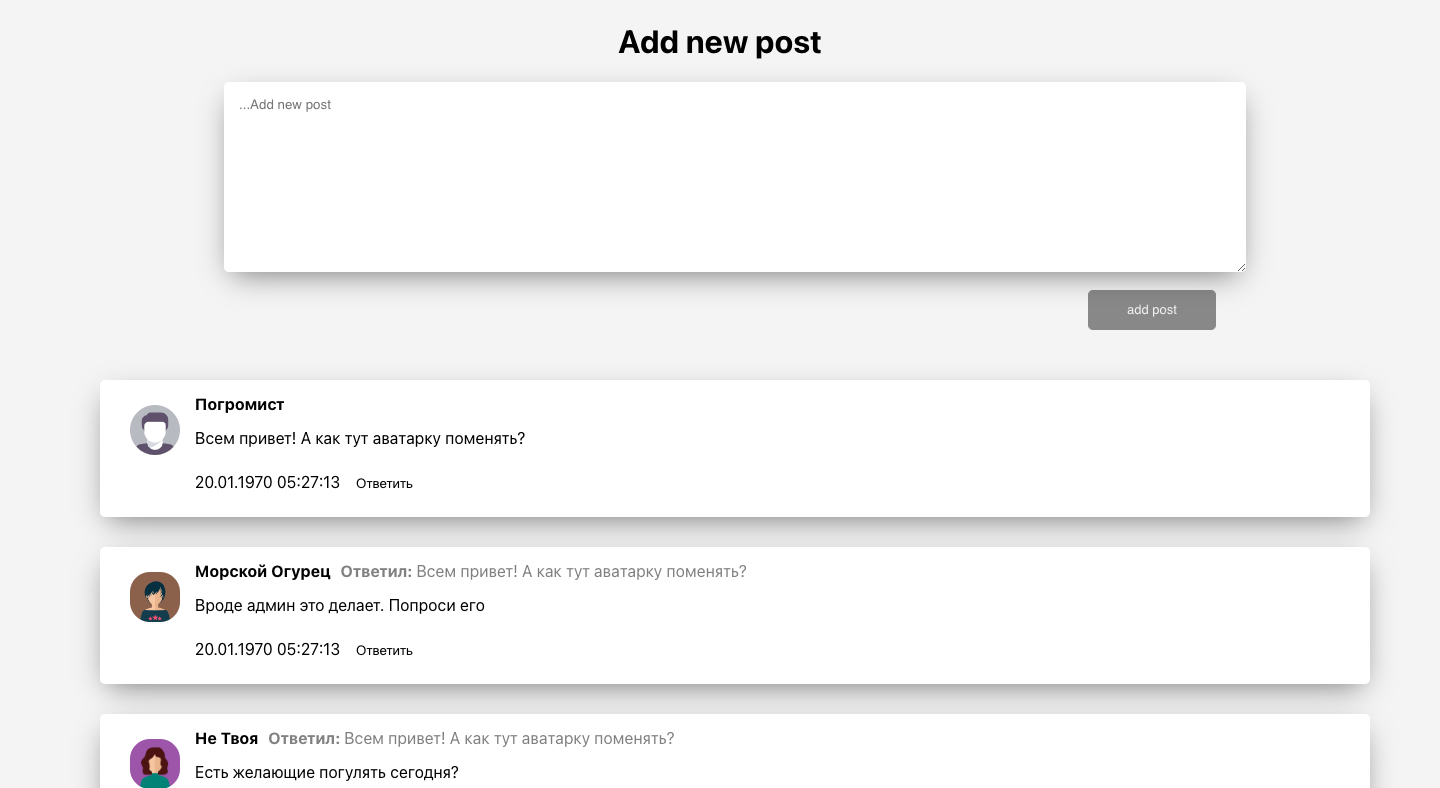 Add new post
...Add new post
add post
Погромист
Всем привет! А как тут аватарку поменять?
20.01.1970 05:27:13 Ответить
Морской Огурец Ответил: Всем привет! А как тут аватарку поменять?
Вроде админ это делает. Попроси его
20.01.1970 05:27:13 Ответить
Не Твоя Ответил: Всем привет! А как тут аватарку поменять?
Есть желающие погулять сегодня?